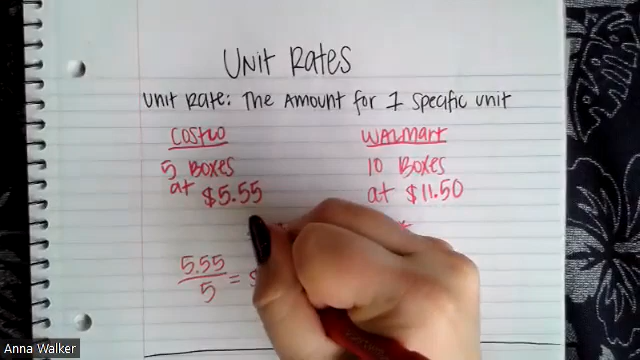 Unit Rates
Unit Rate: The Amount for 1 Specific unit
Costco
5 Boxes
at $5.55
Walmart
10 Boxes
at $11.50
5.55
5
= $
Anna Walker